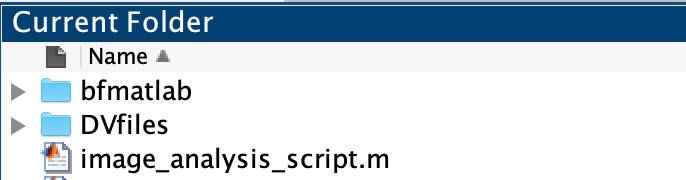 Current Folder
Name
bfmatlab
DVfiles
image_analysis_script.m